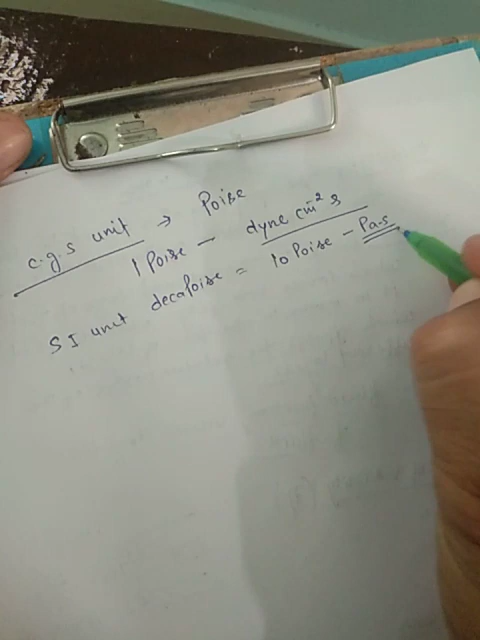 c.g.s unit → Poise
1 Poise - dyne cm⁻² s
SI unit decapoise = 10 Poise - Pa-s